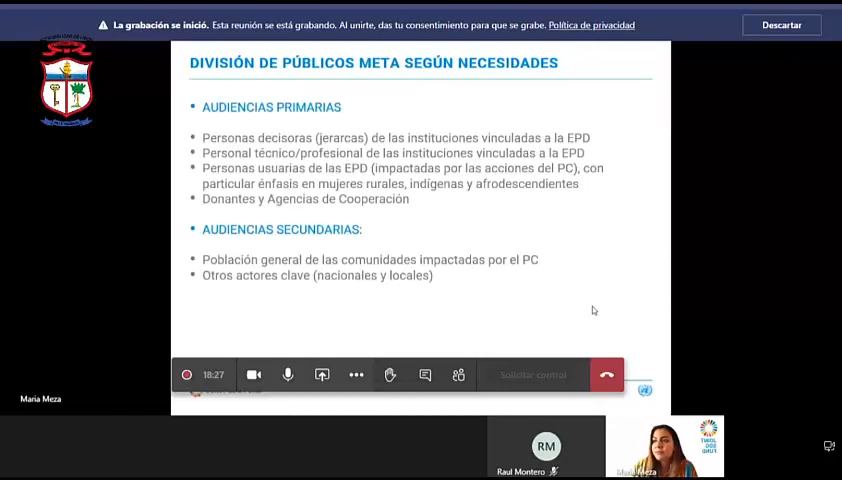 La grabación se inició. Esta reunión se está grabando. Al unirte, das tu consentimiento para que se grabe. Política de privacidad
Descartar
DIVISIÓN DE PÚBLICOS META SEGÚN NECESIDADES
• AUDIENCIAS PRIMARIAS
• Personas decisoras (jerarcas) de las instituciones vinculadas a la EPD
• Personal técnico/profesional de las instituciones vinculadas a la EPD
• Personas usuarias de las EPD (impactadas por las acciones del PC), con
particular énfasis en mujeres rurales, indígenas y afrodescendientes
• Donantes y Agencias de Cooperación
• AUDIENCIAS SECUNDARIAS:
• Población general de las comunidades impactadas por el PC
• Otros actores clave (nacionales y locales)
18:27
Solicitar control
Maria Meza
RM
Raul Montero
Maria Meza
JOINT
SDG
FUND